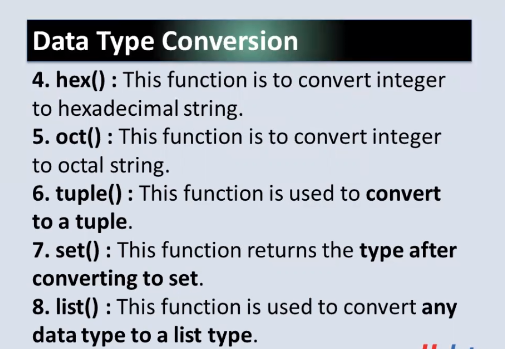 Data Type Conversion
4. hex() : This function is to convert integer
to hexadecimal string.
5. oct() : This function is to convert integer
to octal string.
6. tuple() : This function is used to convert
to a tuple.
7. set() : This function returns the type after
converting to set.
8. list() : This function is used to convert any
data type to a list type.